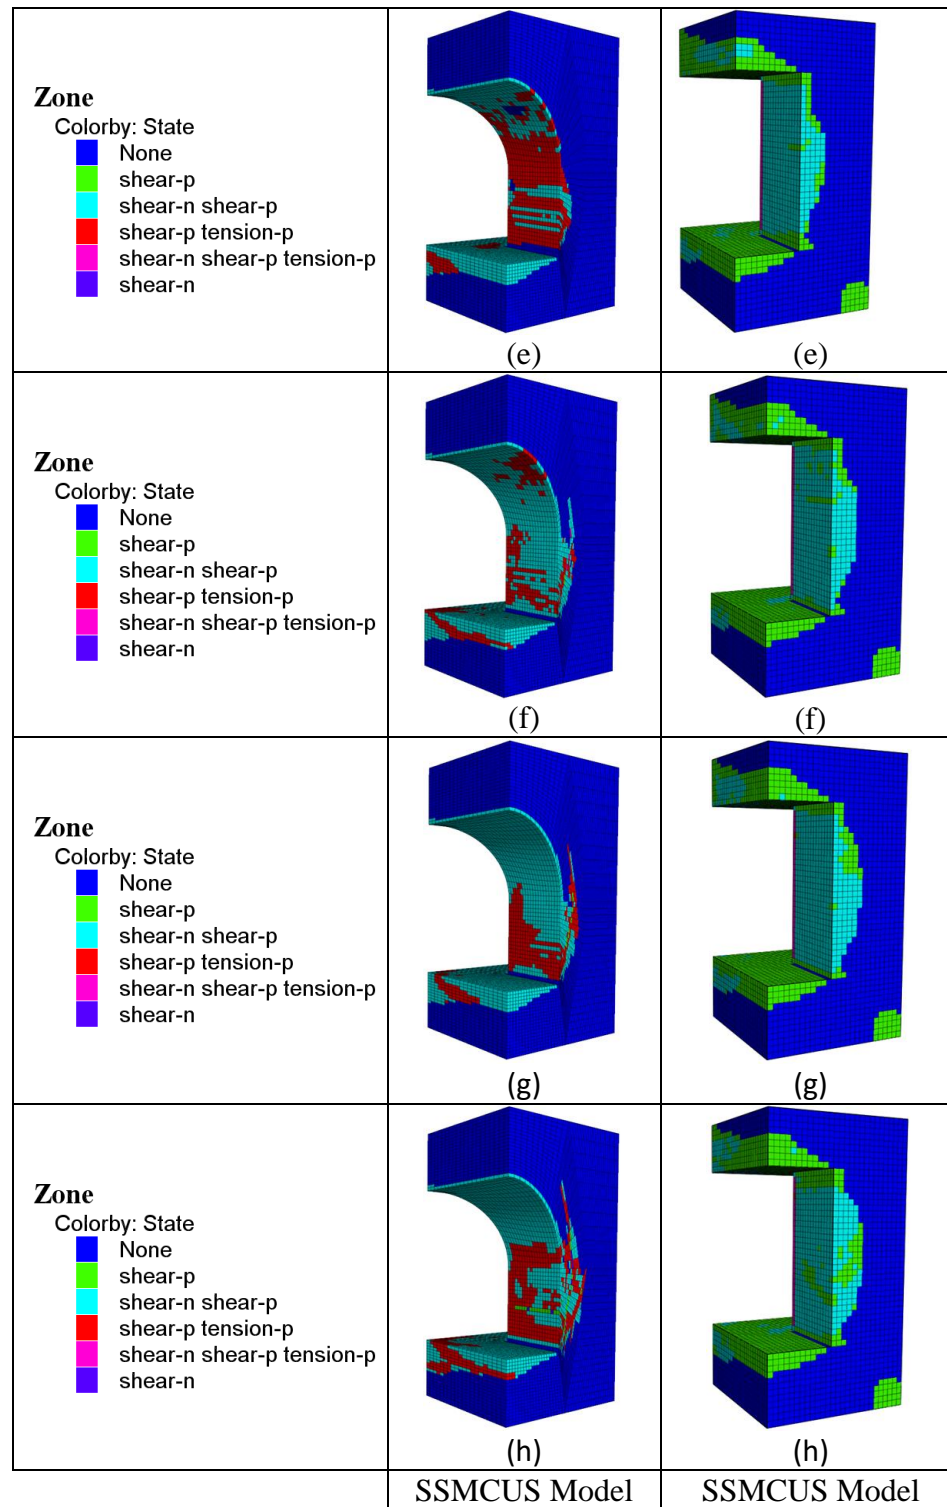 Zone
Colorby: State
None
shear-p
shear-n shear-p
shear-p tension-p
shear-n shear-p tension-p
shear-n
(e)
(e)
Zone
Colorby: State
None
shear-p
shear-n shear-p
shear-p tension-p
shear-n shear-p tension-p
shear-n
(f)
(f)
Zone
Colorby: State
None
shear-p
shear-n shear-p
shear-p tension-p
shear-n shear-p tension-p
shear-n
(g)
(g)
Zone
Colorby: State
None
shear-p
shear-n shear-p
shear-p tension-p
shear-n shear-p tension-p
shear-n
(h)
(h)
SSMCUS Model
SSMCUS Model